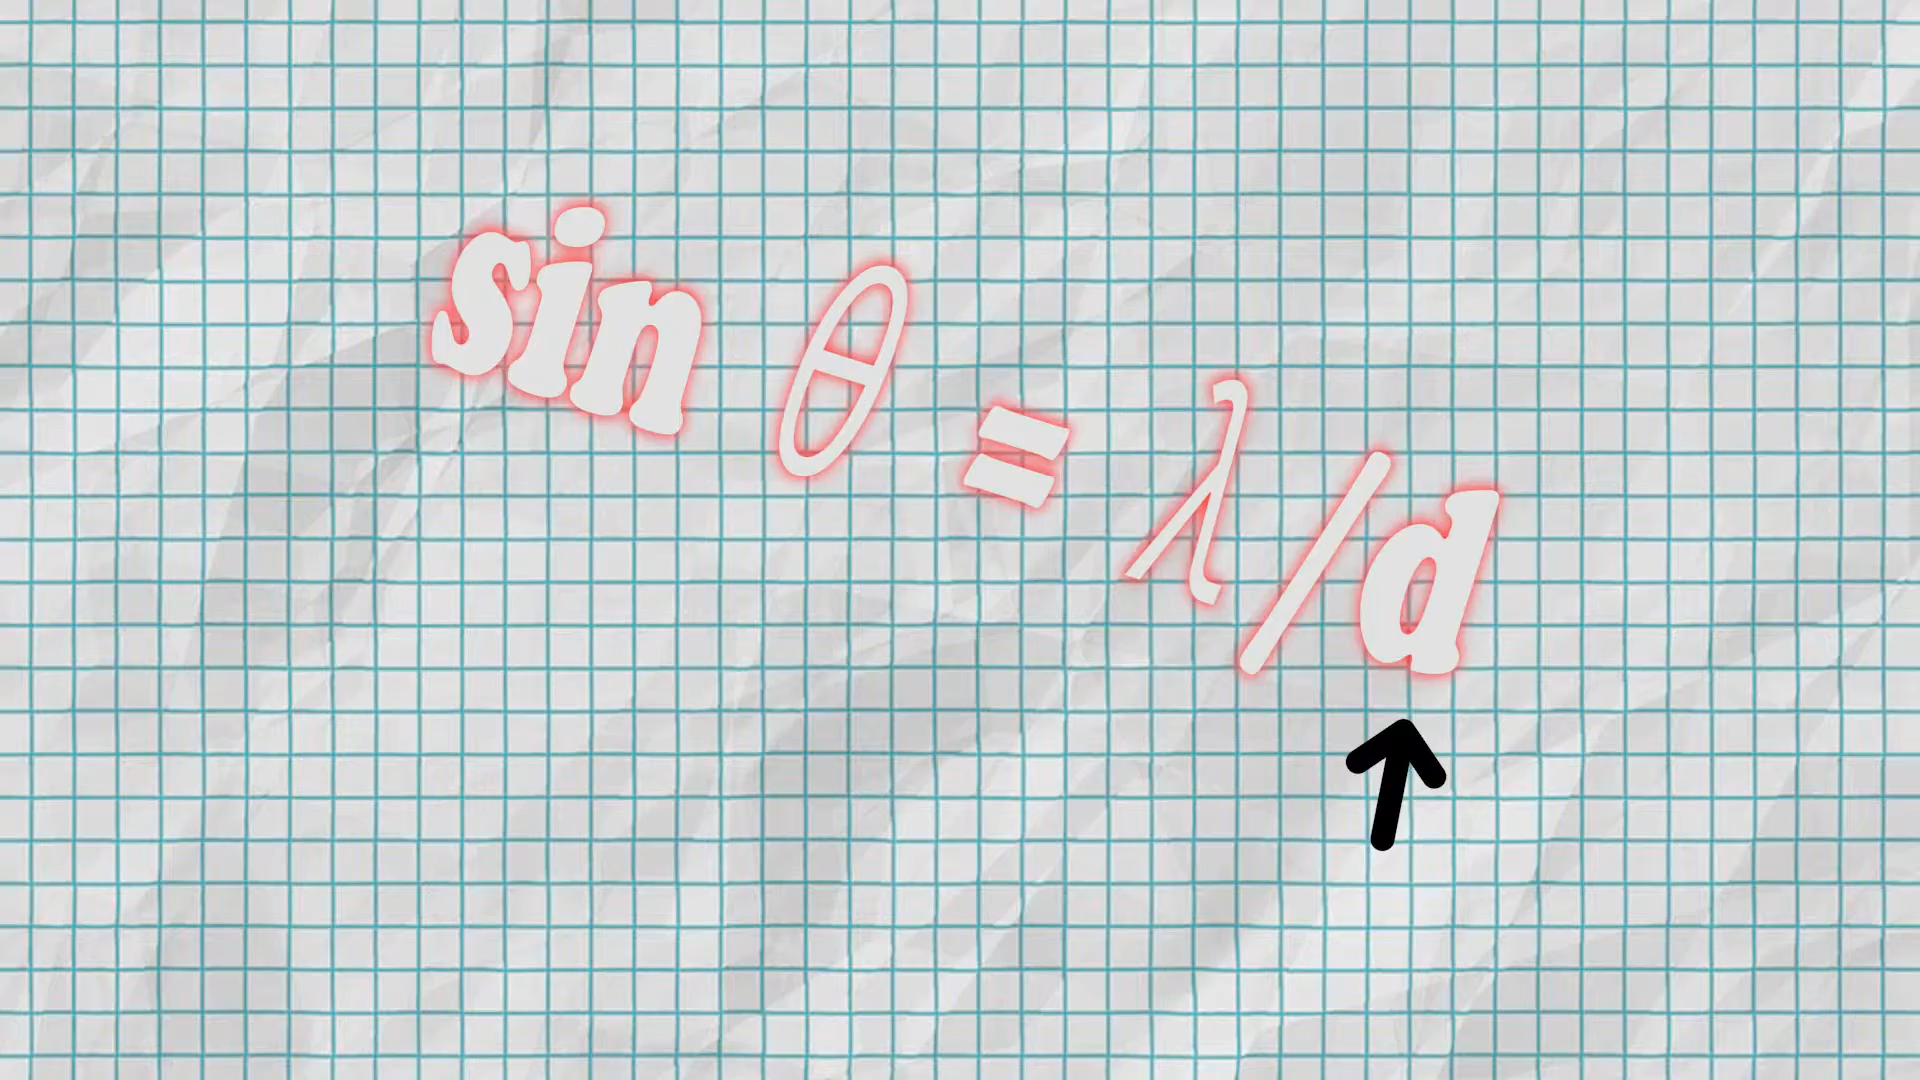 sin θ = λ/d